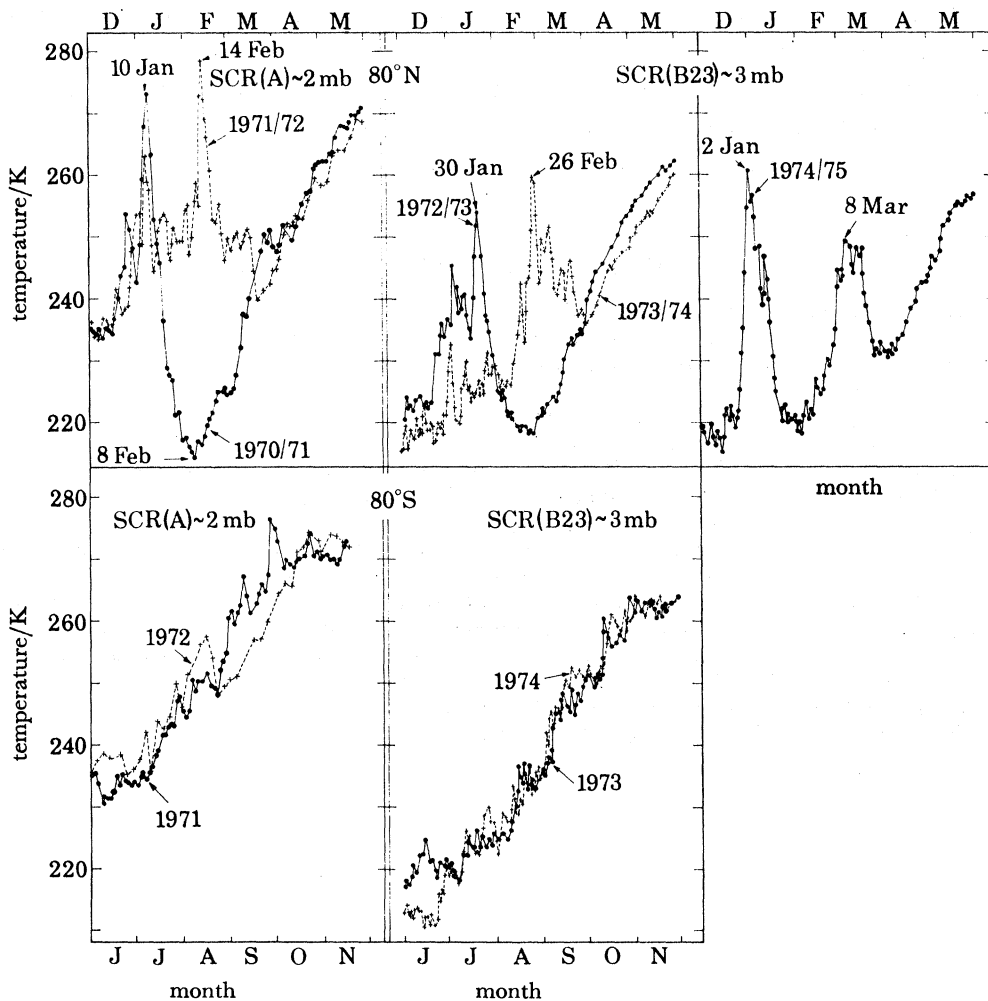 D J F M A M D J F M A M D J F M A M
280
260
240
220
temperature/K
10 Jan
14 Feb
SCR(A)~2 mb
1971/72
8 Feb
1970/71
80°N
SCR(B23)~3 mb
30 Jan
1972/73
26 Feb
1973/74
2 Jan
1974/75
8 Mar
month
280
260
240
220
temperature/K
SCR(A)~2 mb
1972
1971
80°S
SCR(B23)~3 mb
1974
1973
J J A S O N J J A S O N
month month